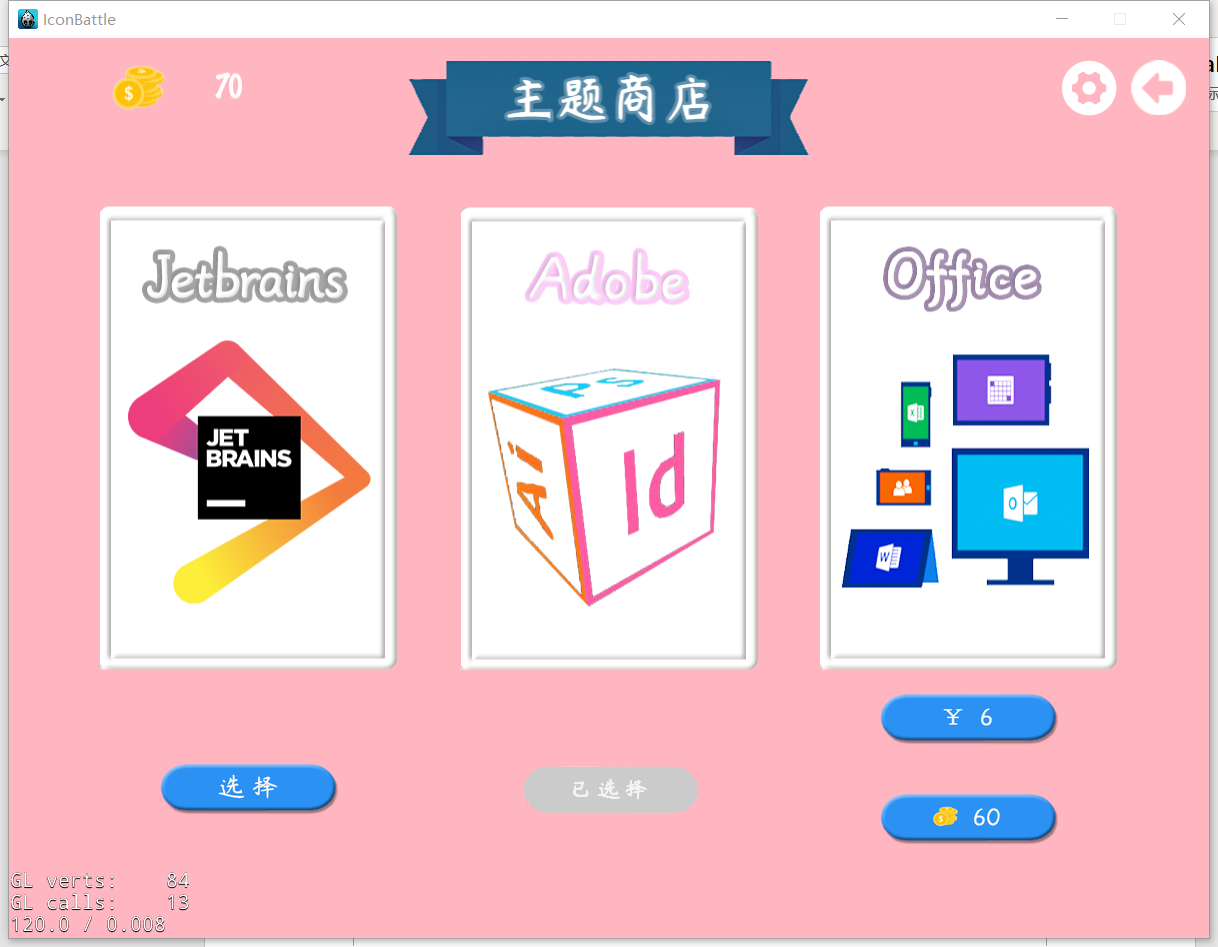 IconBattle
70
主题商店
Jetbrains
Adobe
Office
JET
BRAINS
Ps
Ai
Id
X
O
W
¥ 6
选择
已选择
$ 60
GL verts: 84
GL calls: 13
120.0 / 0.008